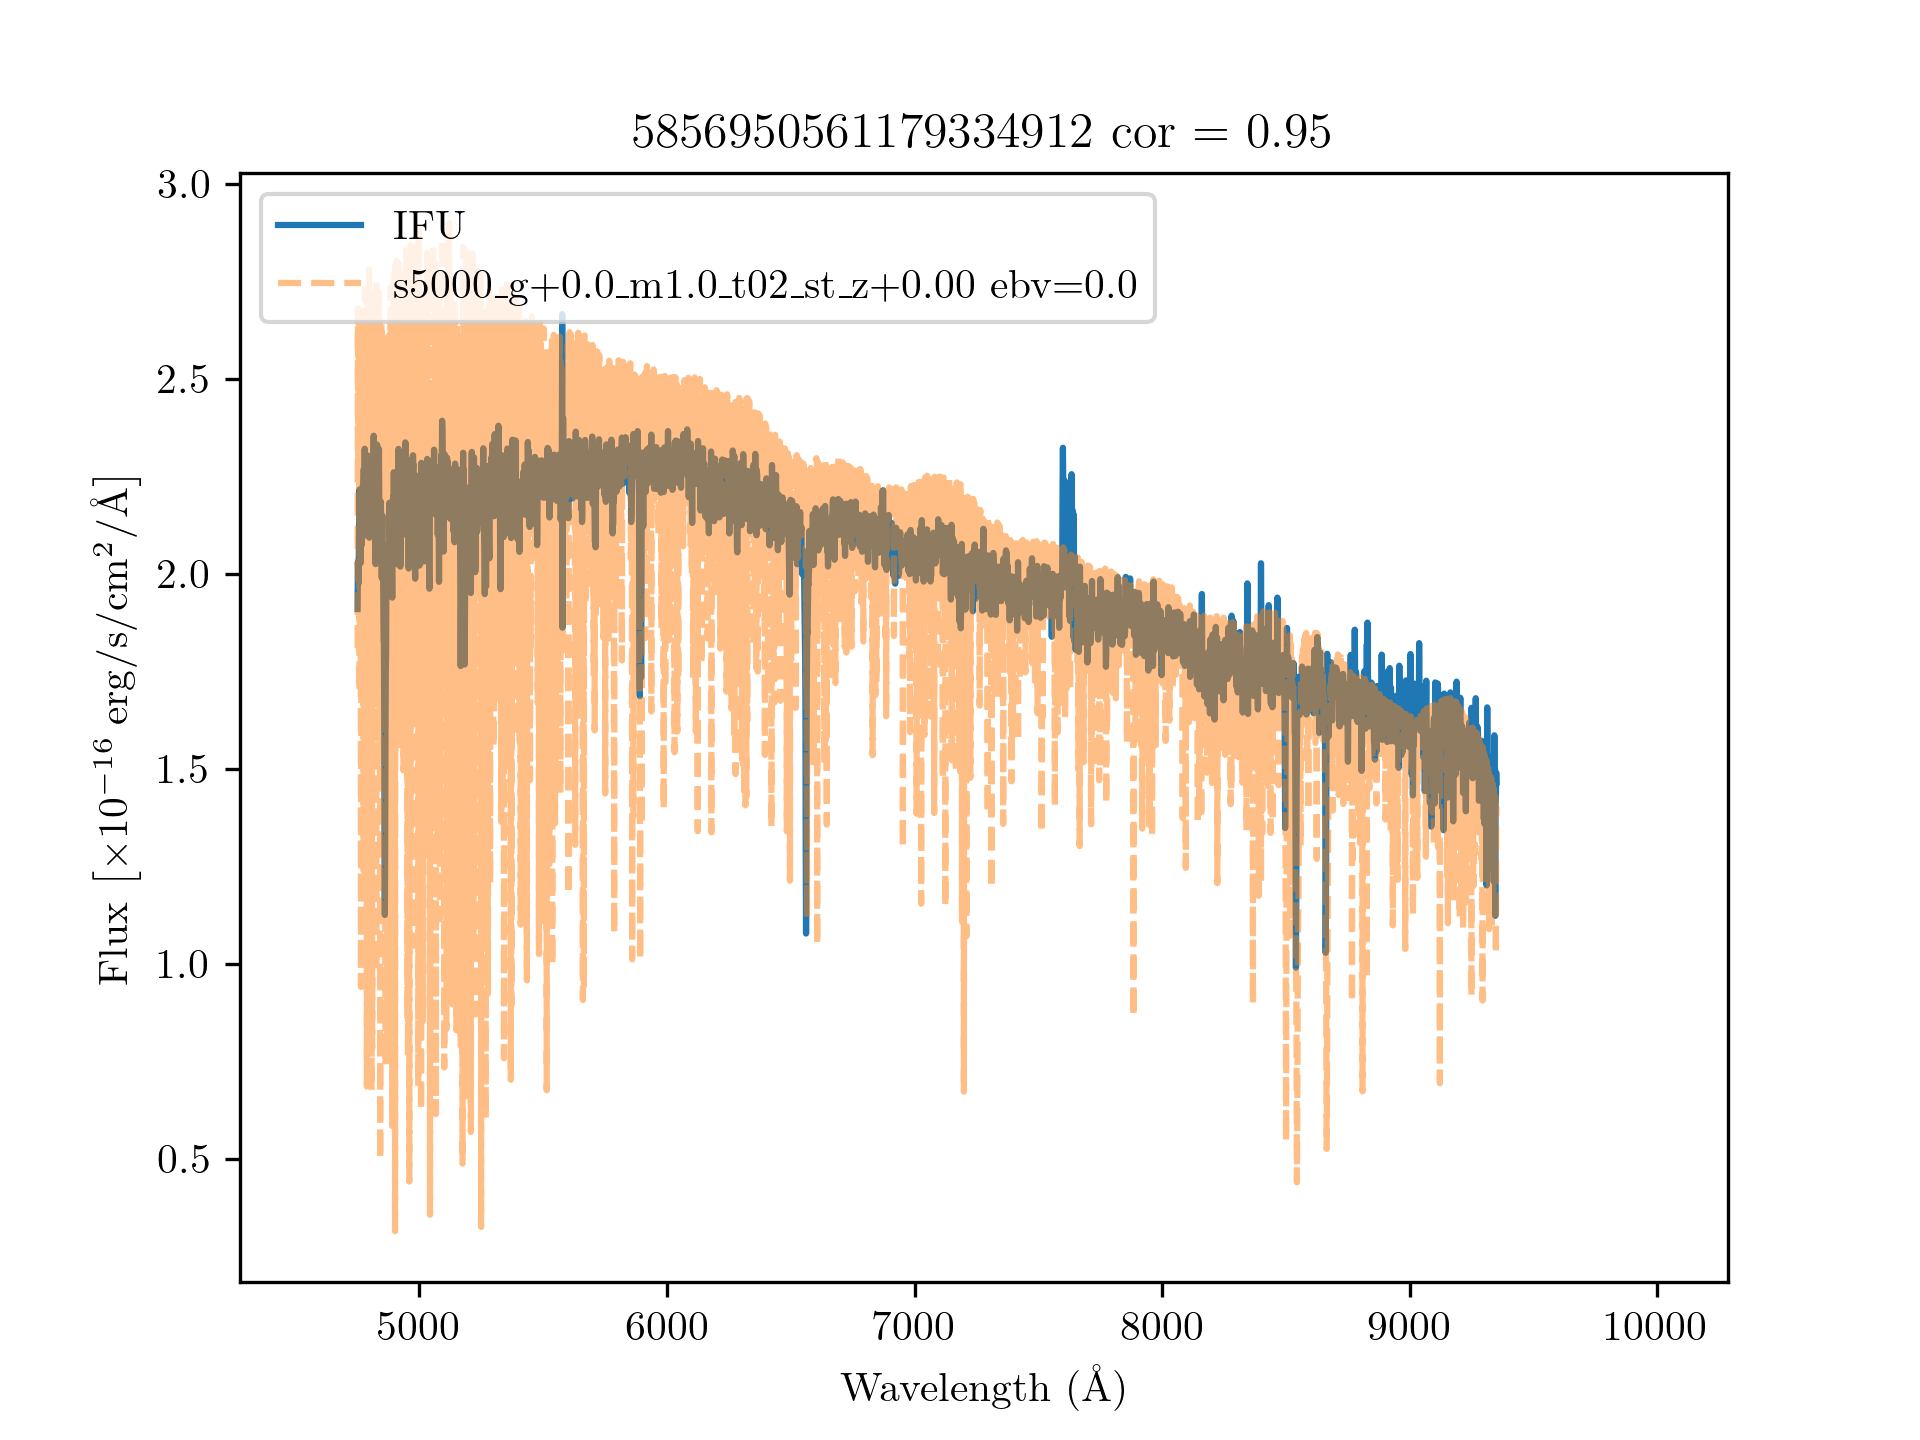 5856950561179334912 cor = 0.95
IFU
s5000_g+0.0_m1.0_t02_st_z+0.00 ebv=0.0
3.0
2.5
2.0
1.5
1.0
0.5
Flux [×10⁻¹⁶ erg/s/cm²/Å]
5000 6000 7000 8000 9000 10000
Wavelength (Å)